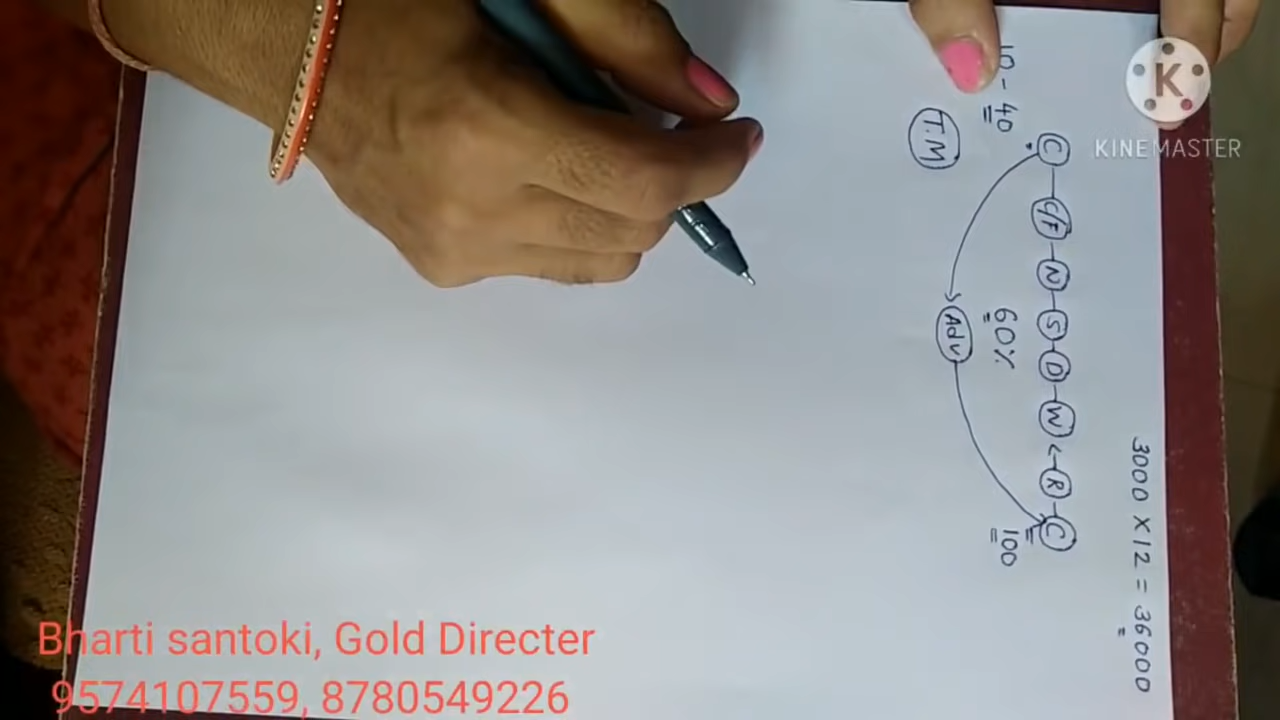 3000 X 12 = 36000
C - C/F - N - S - D - W ← R - C
10 - 40
60%
100
T.M
Adv
K
KINEMASTER
Bharti santoki, Gold Directer
9574107559, 8780549226